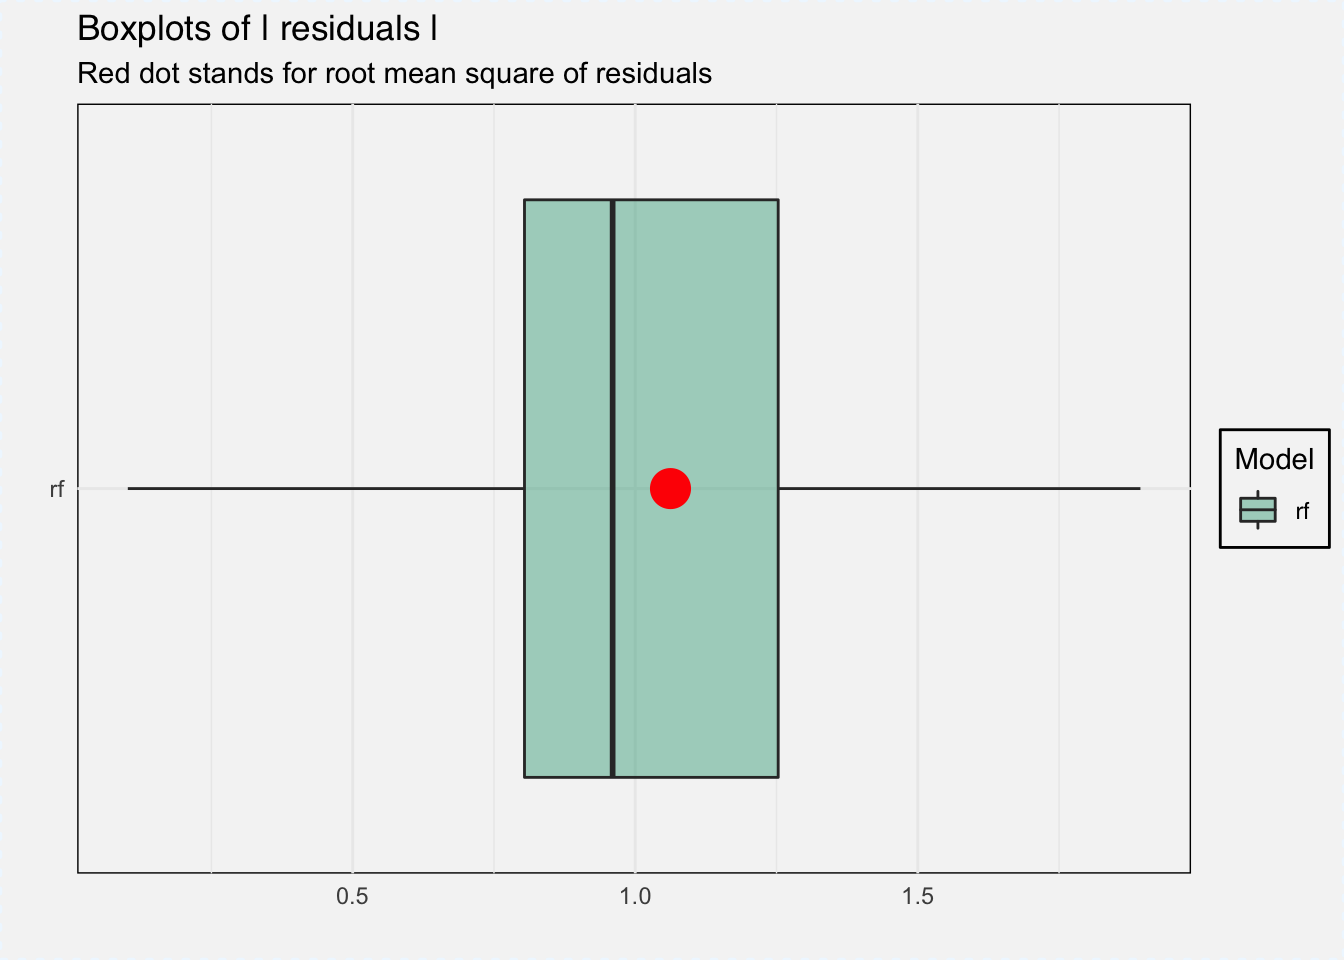 Boxplots of | residuals |
Red dot stands for root mean square of residuals
rf
Model
rf
0.5 1.0 1.5